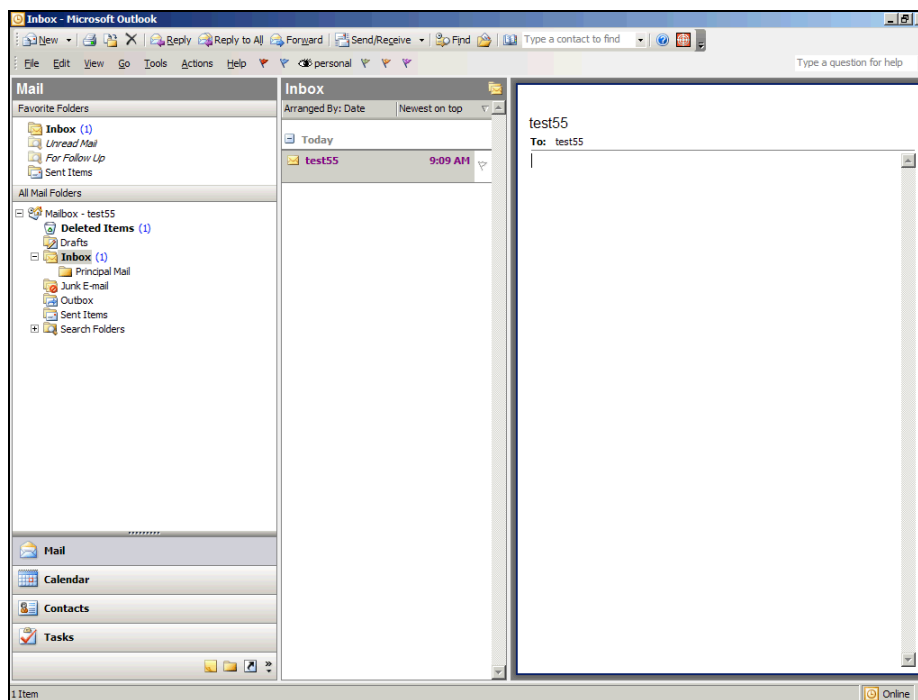 Inbox - Microsoft Outlook
New Reply Reply to All Forward Send/Receive Find Type a contact to find
File Edit View Go Tools Actions Help personal Type a question for help
Mail
Favorite Folders
Inbox (1)
Unread Mail
For Follow Up
Sent Items
All Mail Folders
Mailbox - test55
Deleted Items (1)
Drafts
Inbox (1)
Principal Mail
Junk E-mail
Outbox
Sent Items
Search Folders
Mail
Calendar
Contacts
Tasks
Inbox
Arranged By: Date Newest on top
Today
test55 9:09 AM
test55
To: test55
1 Item
Online